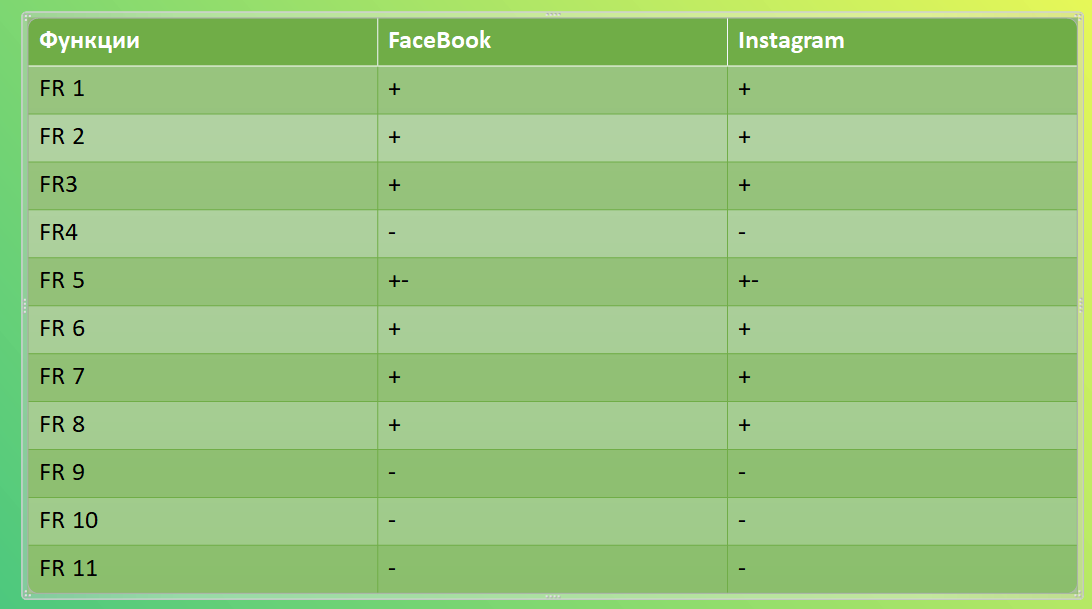 Функции FaceBook Instagram
FR 1 + +
FR 2 + +
FR3 + +
FR4 - -
FR 5 +- +-
FR 6 + +
FR 7 + +
FR 8 + +
FR 9 - -
FR 10 - -
FR 11 - -